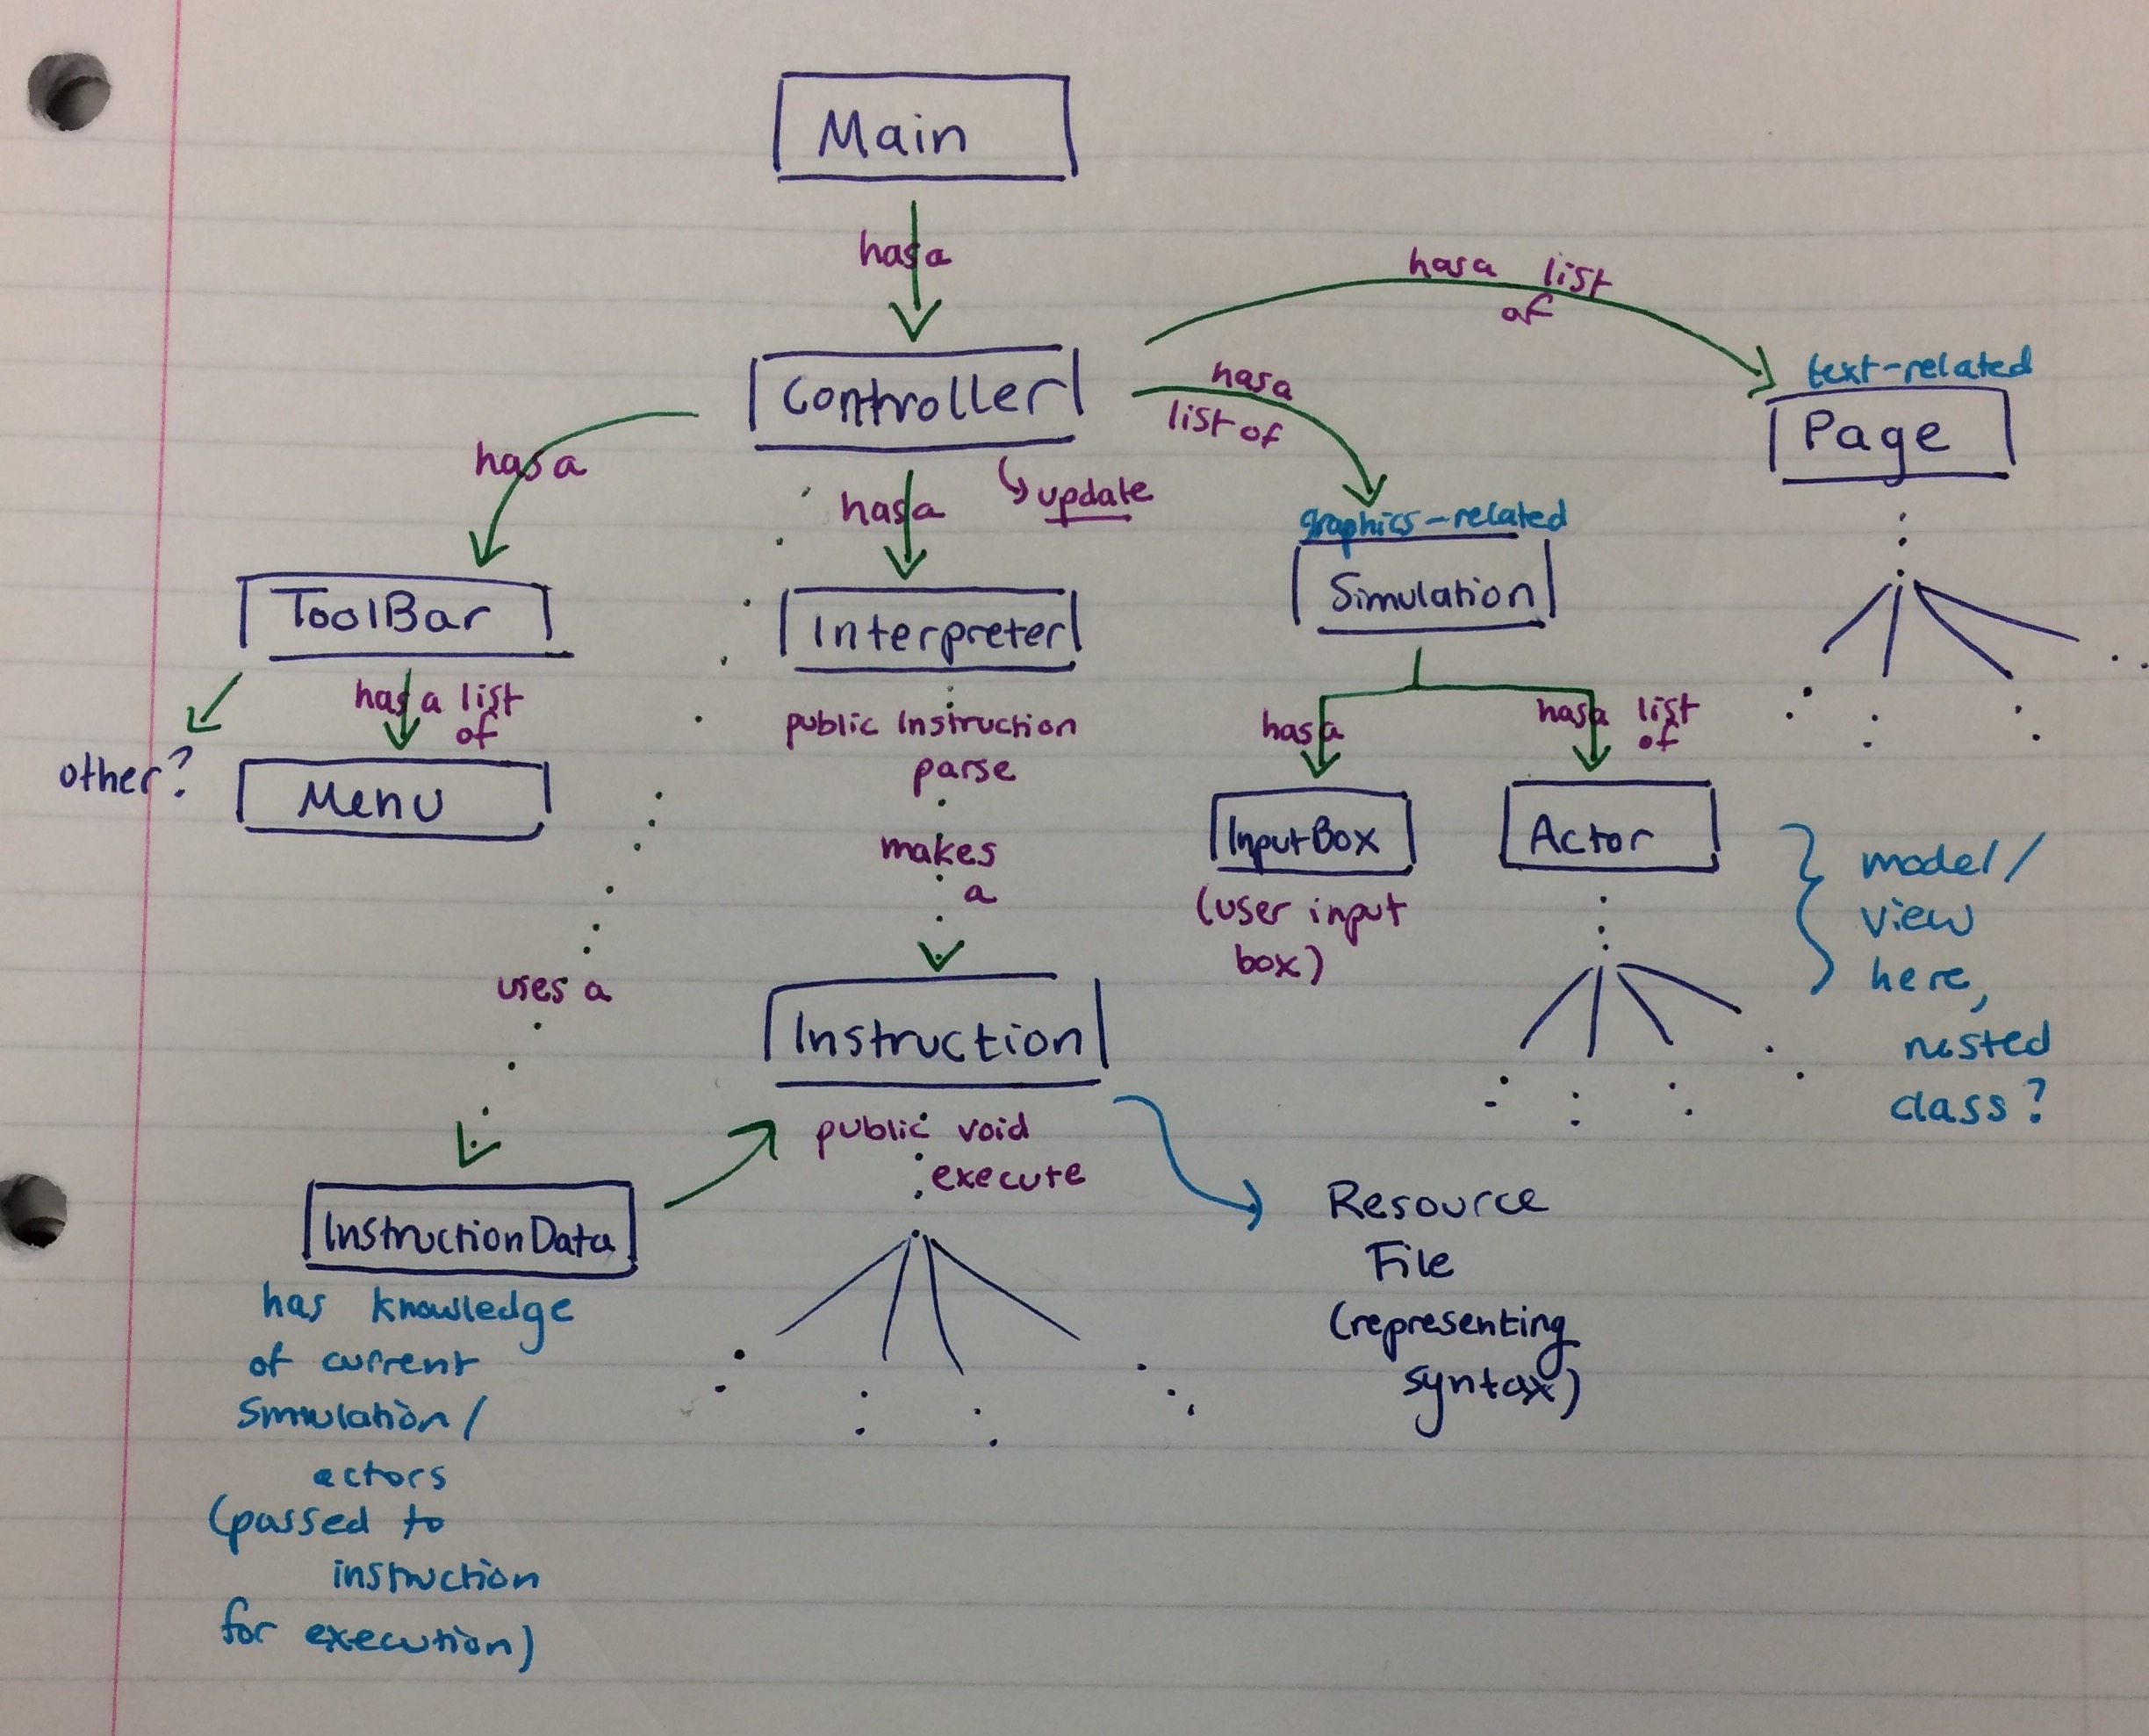 Main
has a
has a list
of
text-related
Page
Controller
has a
list of
has a
has a
update
graphics-related
Simulation
ToolBar
Interpreter
has a list
of
other?
Menu
public Instruction
parse
makes
a
has a
has a list
of
InputBox
(user input
box)
Actor
model/
view
here,
nested
class?
uses a
Instruction
public void
execute
InstructionData
has knowledge
of current
simulation/
actors
(passed to
instruction
for execution)
Resource
File
(representing
syntax)